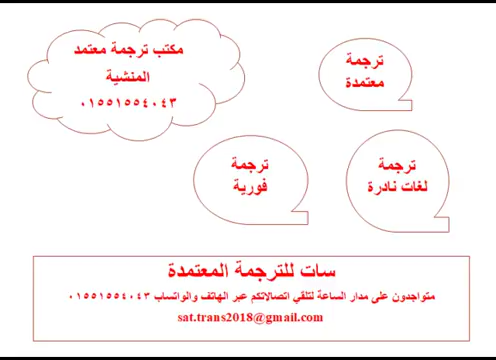 مكتب ترجمة معتمد
المنشية
٠١٥٥١٥٥٤٠٤٣
ترجمة
معتمدة
ترجمة
فورية
ترجمة
لغات نادرة
سات للترجمة المعتمدة
متواجدون على مدار الساعة لتلقي اتصالاتكم عبر الهاتف والواتساب ٠١٥٥١٥٥٤٠٤٣
sat.trans2018@gmail.com